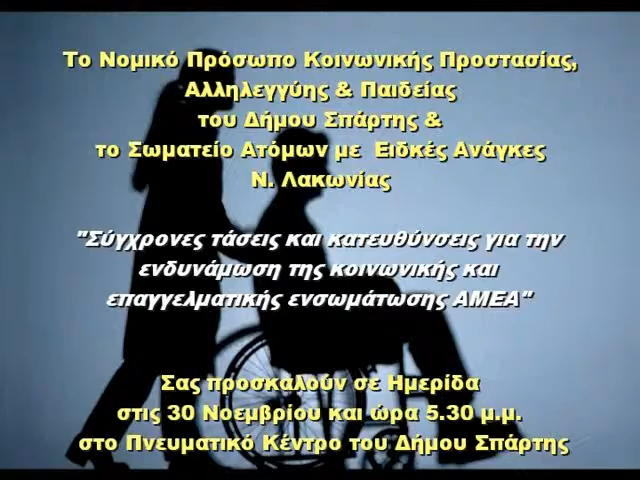 Το Νομικό Πρόσωπο Κοινωνικής Προστασίας,
Αλληλεγγύης & Παιδείας
του Δήμου Σπάρτης &
το Σωματείο Ατόμων με Ειδκές Ανάγκες
Ν. Λακωνίας
"Σύγχρονες τάσεις και κατευθύνσεις για την
ενδυνάμωση της κοινωνικής και
επαγγελματικής ενσωμάτωσης ΑΜΕΑ"
Σας προσκαλούν σε Ημερίδα
στις 30 Νοεμβρίου και ώρα 5.30 μ.μ.
στο Πνευματικό Κέντρο του Δήμου Σπάρτης